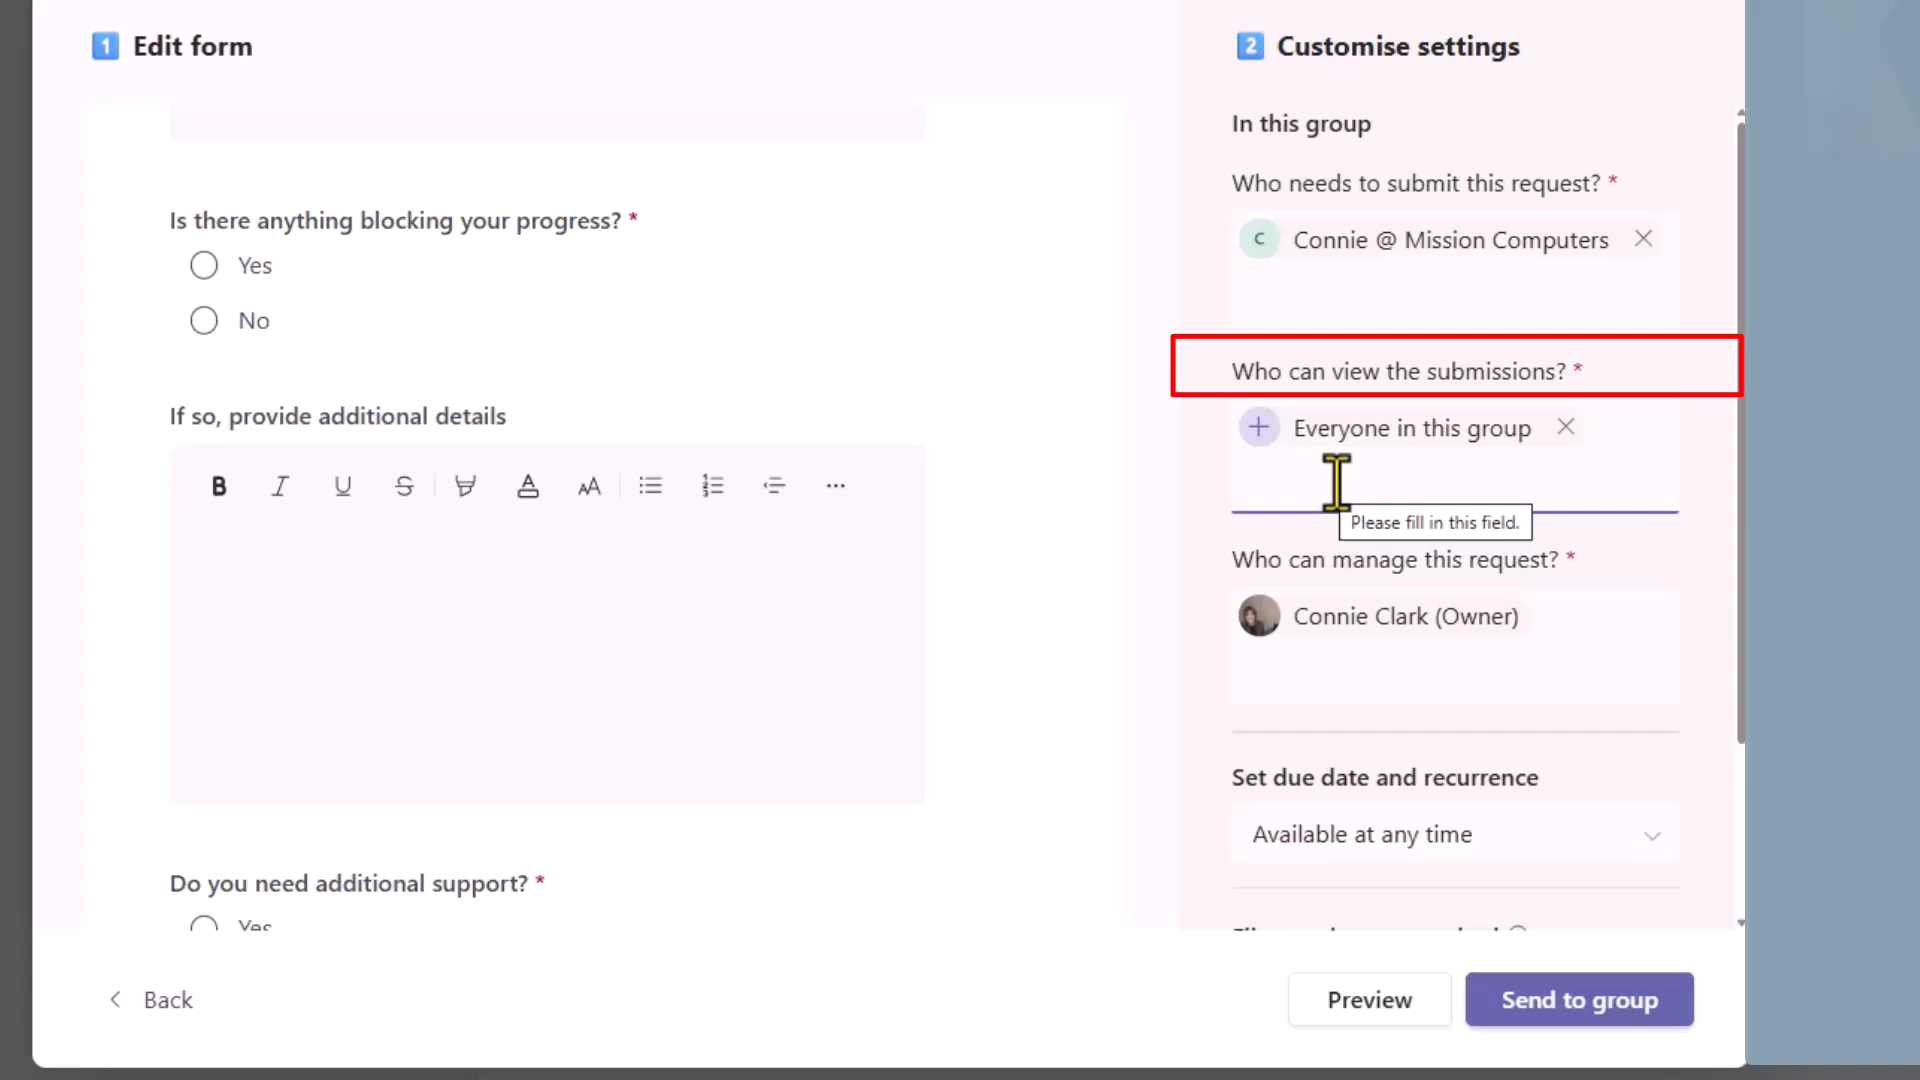 1 Edit form
Is there anything blocking your progress? *
Yes
No
If so, provide additional details
B I U S A AA ...
Do you need additional support? *
Yes
Back
2 Customise settings
In this group
Who needs to submit this request? *
C Connie @ Mission Computers
Who can view the submissions? *
Everyone in this group
Please fill in this field.
Who can manage this request? *
Connie Clark (Owner)
Set due date and recurrence
Available at any time
Preview
Send to group